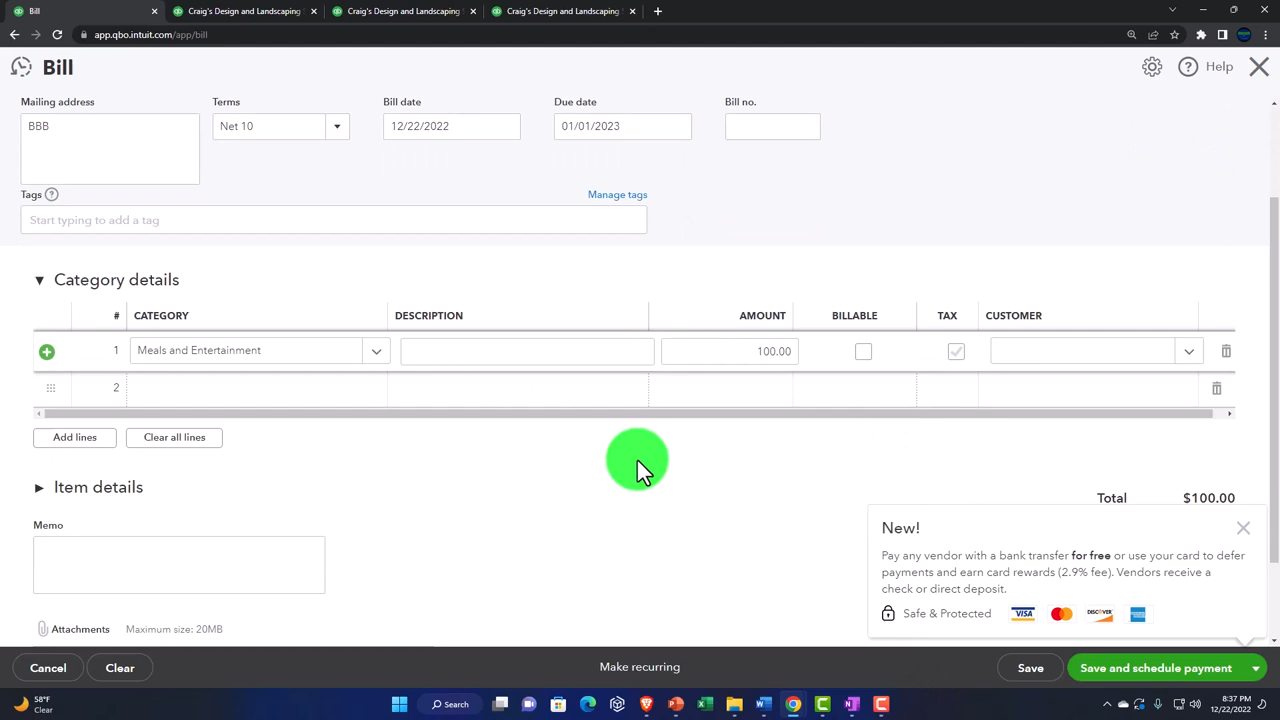 Bill
Craig's Design and Landscaping
Craig's Design and Landscaping
Craig's Design and Landscaping
app.qbo.intuit.com/app/bill
Bill
Help
Mailing address
Terms
Bill date
Due date
Bill no.
BBB
Net 10
12/22/2022
01/01/2023
Tags
Manage tags
Start typing to add a tag
Category details
# CATEGORY DESCRIPTION AMOUNT BILLABLE TAX CUSTOMER
1 Meals and Entertainment 100.00
2
Add lines
Clear all lines
Item details
Total $100.00
Memo
New!
Pay any vendor with a bank transfer for free or use your card to defer
payments and earn card rewards (2.9% fee). Vendors receive a
check or direct deposit.
Safe & Protected
VISA
DISCOVER
Attachments Maximum size: 20MB
Cancel
Clear
Make recurring
Save
Save and schedule payment
58°F
Clear
Search
8:37 PM
12/22/2022